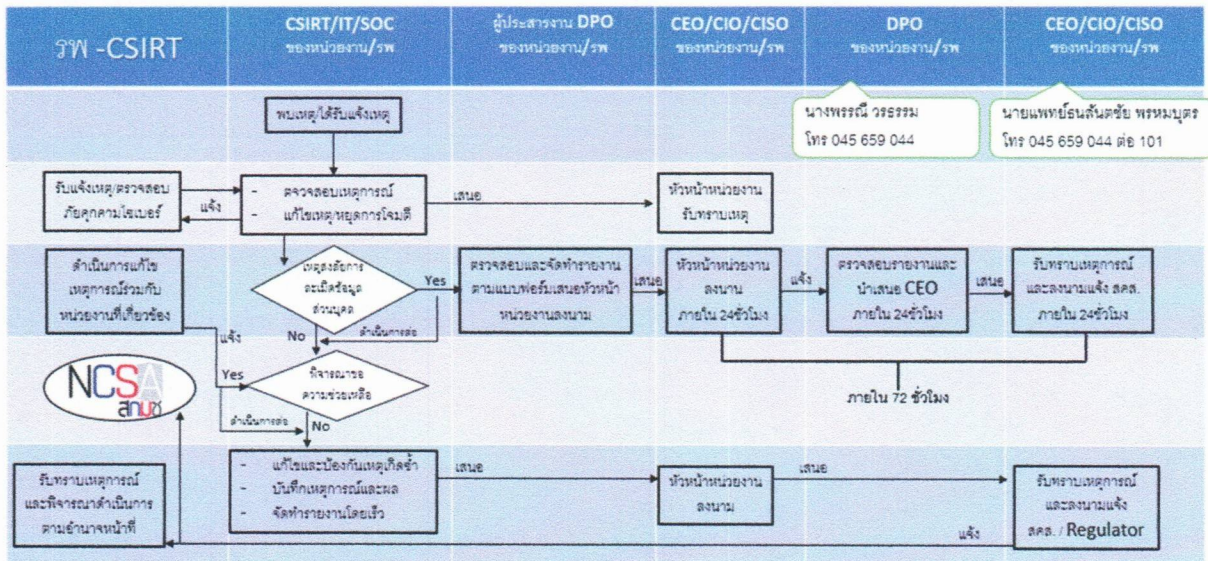 รพ -CSIRT
CSIRT/IT/SOC
ของหน่วยงาน/รพ
ผู้ประสานงาน DPO
ของหน่วยงาน/รพ
CEO/CIO/CISO
ของหน่วยงาน/รพ
DPO
ของหน่วยงาน/รพ
CEO/CIO/CISO
ของหน่วยงาน/รพ
พบเหตุ/ได้รับแจ้งเหตุ
นางพรรณี วรธรรม
โทร 045 659 044
นายแพทย์ธนสันตชัย พรหมบุตร
โทร 045 659 044 ต่อ 101
รับแจ้งเหตุ/ตรวจสอบ
ภัยคุกคามไซเบอร์
แจ้ง
- ตรวจสอบเหตุการณ์
- แก้ไขเหตุ/หยุดการโจมตี
เสนอ
หัวหน้าหน่วยงาน
รับทราบเหตุ
ดำเนินการแก้ไข
เหตุการณ์ร่วมกับ
หน่วยงานที่เกี่ยวข้อง
เหตุสงสัยการ
ละเมิดข้อมูล
ส่วนบุคล
Yes
ตรวจสอบและจัดทำรายงาน
ตามแบบฟอร์มเสนอหัวหน้า
หน่วยงานลงนาม
เสนอ
หัวหน้าหน่วยงาน
ลงนาน
ภายใน 24ชั่วโมง
แจ้ง
ตรวจสอบรายงานและ
นำเสนอ CEO
ภายใน 24ชั่วโมง
เสนอ
รับทราบเหตุการณ์
และลงนามแจ้ง สคส.
ภายใน 24ชั่วโมง
No
ดำเนินการต่อ
แจ้ง
NCSA
สกมช
Yes
พิจารณาขอ
ความช่วยเหลือ
ภายใน 72 ชั่วโมง
ดำเนินการต่อ
No
รับทราบเหตุการณ์
และพิจารณาดำเนินการ
ตามอำนาจหน้าที่
- แก้ไขและป้องกันเหตุเกิดซ้ำ
- บันทึกเหตุการณ์และผล
- จัดทำรายงานโดยเร็ว
เสนอ
หัวหน้าหน่วยงาน
ลงนาม
เสนอ
รับทราบเหตุการณ์
และลงนามแจ้ง
สคส. / Regulator
แจ้ง